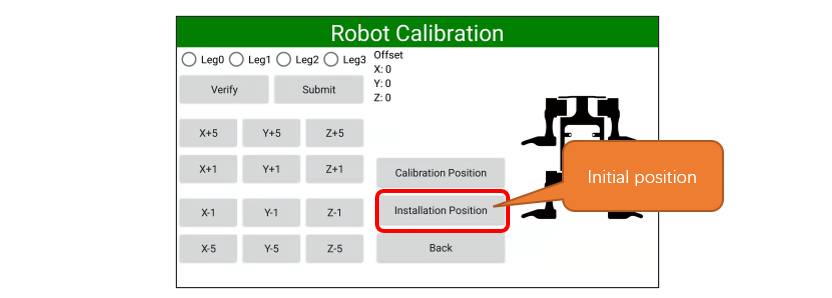 Robot Calibration
Leg0 Leg1 Leg2 Leg3
Offset
X: 0
Y: 0
Z: 0
Verify Submit
X+5 Y+5 Z+5
X+1 Y+1 Z+1
X-1 Y-1 Z-1
X-5 Y-5 Z-5
Calibration Position
Installation Position
Back
Initial position